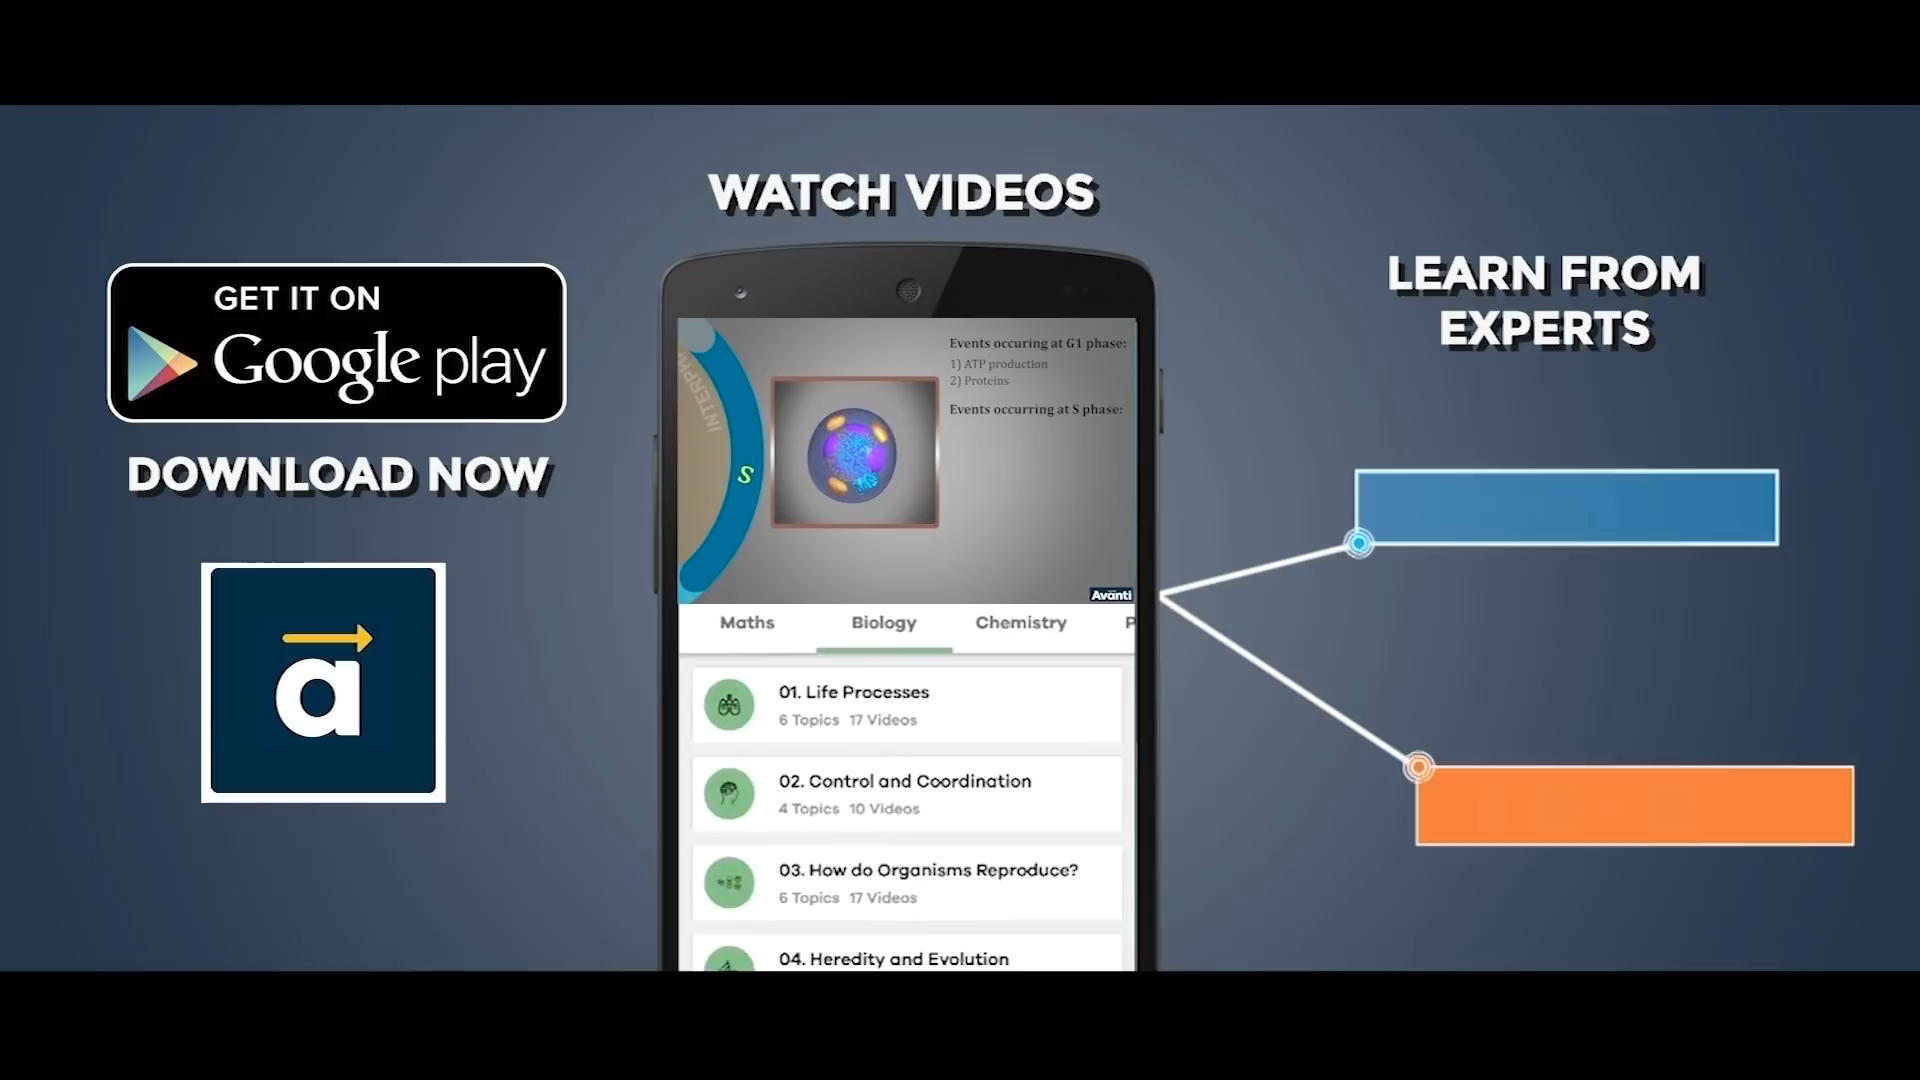 GET IT ON
Google play
DOWNLOAD NOW
a
WATCH VIDEOS
INTERPH
S
Events occuring at G1 phase:
1) ATP production
2) Proteins
Events occurring at S phase:
Avanti
Maths Biology Chemistry P
01. Life Processes
6 Topics 17 Videos
02. Control and Coordination
4 Topics 10 Videos
03. How do Organisms Reproduce?
6 Topics 17 Videos
04. Heredity and Evolution
LEARN FROM
EXPERTS